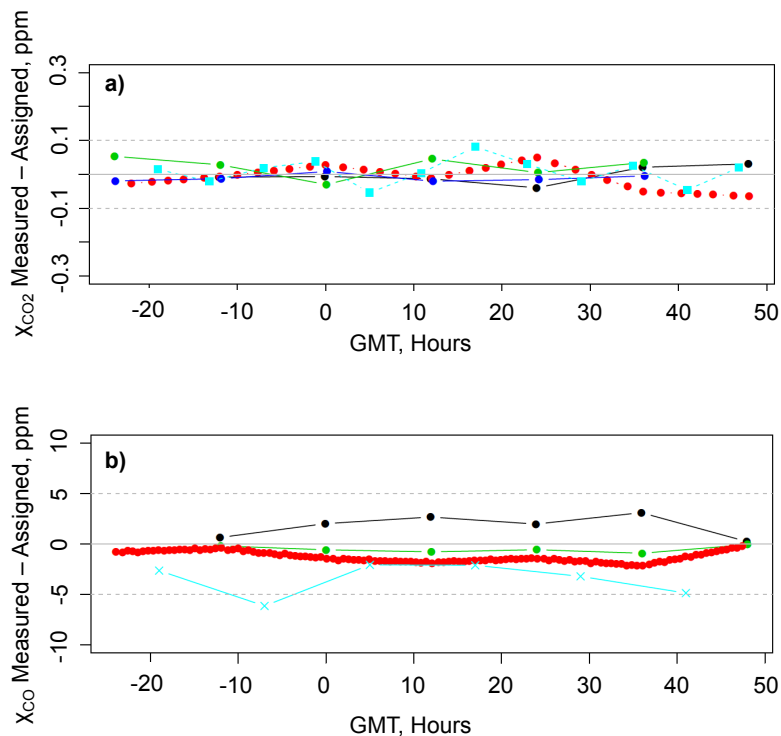 a)
χCO2 Measured – Assigned, ppm
0.3
0.1
-0.1
-0.3
-20 -10 0 10 20 30 40 50
GMT, Hours
b)
χCO Measured – Assigned, ppm
10
5
0
-5
-10
-20 -10 0 10 20 30 40 50
GMT, Hours